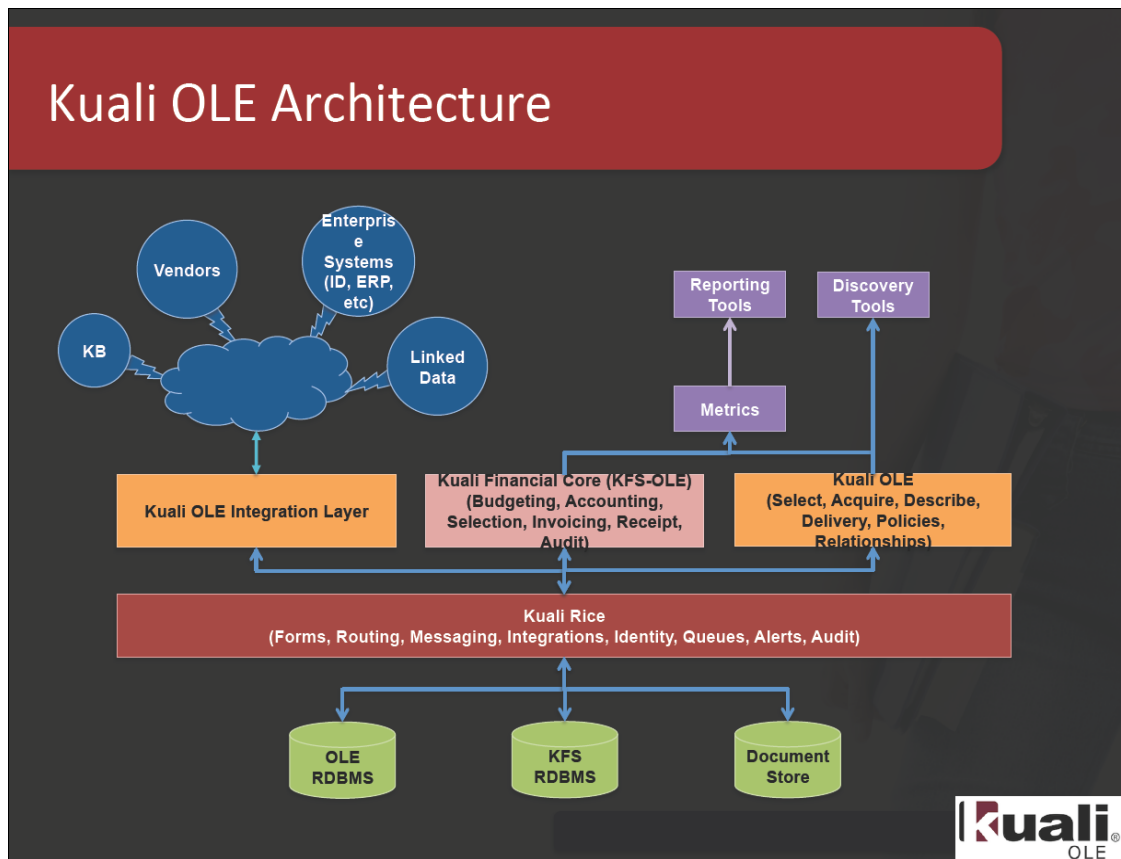 Kuali OLE Architecture
Enterpris
e
Systems
(ID, ERP,
etc)
Vendors
KB
Linked
Data
Reporting
Tools
Discovery
Tools
Metrics
Kuali OLE Integration Layer
Kuali Financial Core (KFS-OLE)
(Budgeting, Accounting,
Selection, Invoicing, Receipt,
Audit)
Kuali OLE
(Select, Acquire, Describe,
Delivery, Policies,
Relationships)
Kuali Rice
(Forms, Routing, Messaging, Integrations, Identity, Queues, Alerts, Audit)
OLE
RDBMS
KFS
RDBMS
Document
Store
kuali®
OLE